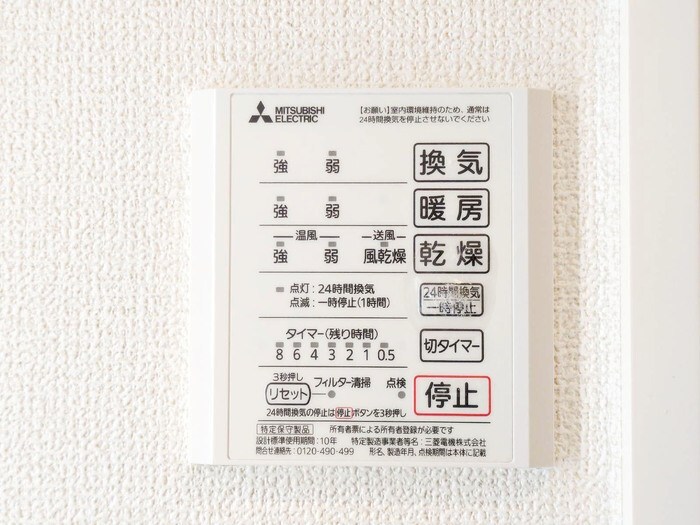 MITSUBISHI
ELECTRIC
【お願い】室内環境維持のため、通常は
24時間換気を停止させないでください
強 弱 換気
強 弱 暖房
温風 送風
強 弱 風乾燥 乾燥
点灯：24時間換気
点滅：一時停止(1時間)
24時間換気
一時停止
タイマー(残り時間)
8 6 4 3 2 1 0.5
切タイマー
3秒押し
リセット フィルター清掃 点検
停止
24時間換気の停止は停止ボタンを3秒押し
特定保守製品 所有者票による所有者登録が必要です
設計標準使用期間：10年 特定製造事業者等名：三菱電機株式会社
問合せ連絡先：0120-490-499 形名、製造年月、点検期間は本体に記載